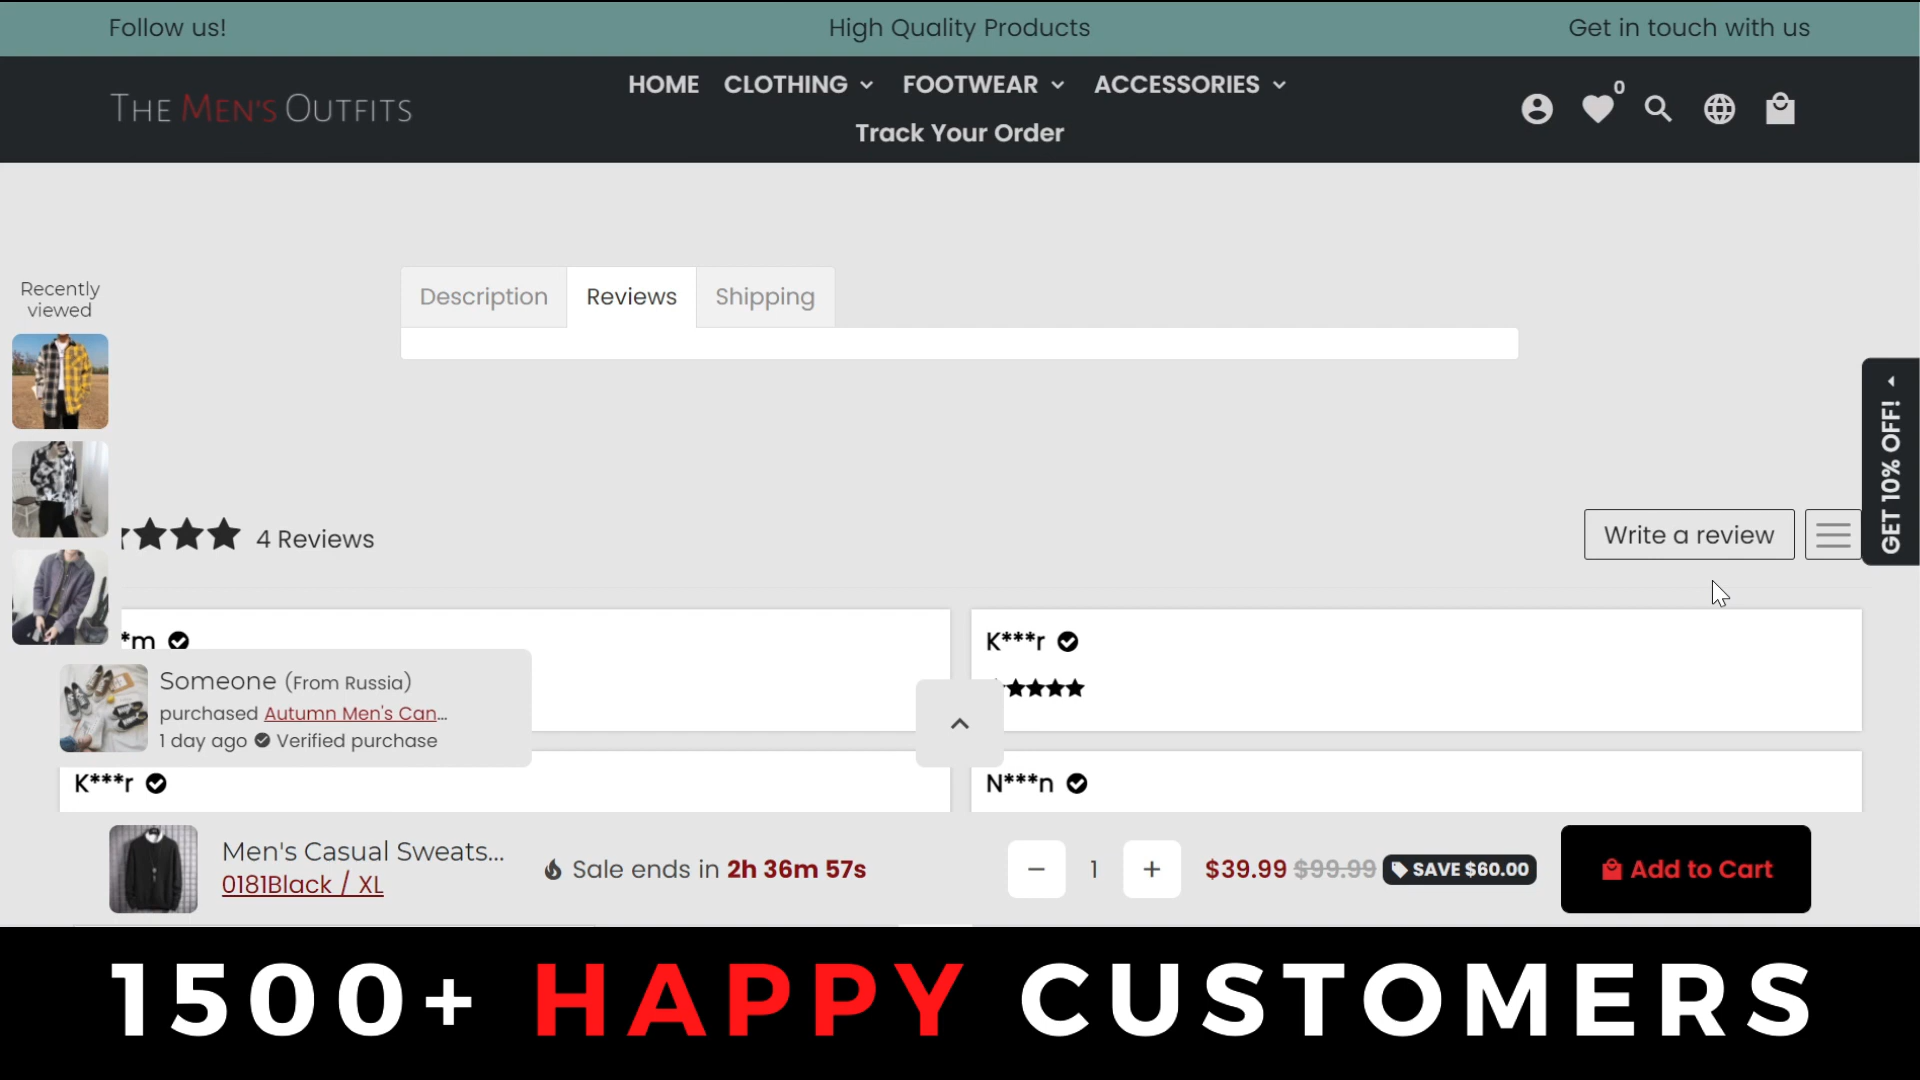 Follow us!
High Quality Products
Get in touch with us
THE MEN'S OUTFITS
HOME CLOTHING FOOTWEAR ACCESSORIES
Track Your Order
0
Recently
viewed
Description Reviews Shipping
GET 10% OFF!
4 Reviews
Write a review
*m
K***r
Someone (From Russia)
purchased Autumn Men's Can...
1 day ago Verified purchase
K***r
N***n
Men's Casual Sweats...
0181Black / XL
Sale ends in 2h 36m 57s
− 1 +
$39.99 $99.99 SAVE $60.00
Add to Cart
1500+ HAPPY CUSTOMERS